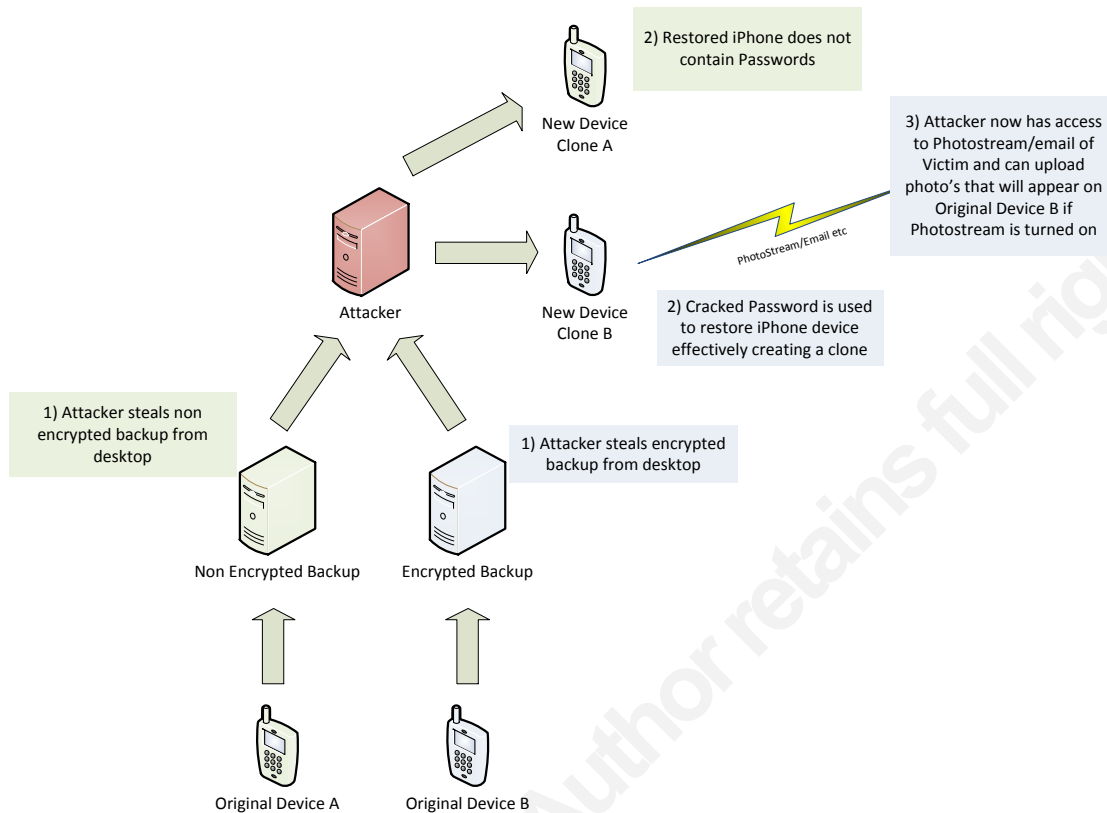 2) Restored iPhone does not
contain Passwords
New Device
Clone A
3) Attacker now has access
to Photostream/email of
Victim and can upload
photo's that will appear on
Original Device B if
Photostream is turned on
PhotoStream/Email etc
Attacker
New Device
Clone B
2) Cracked Password is used
to restore iPhone device
effectively creating a clone
1) Attacker steals non
encrypted backup from
desktop
1) Attacker steals encrypted
backup from desktop
Non Encrypted Backup
Encrypted Backup
Original Device A
Original Device B
Author retains full